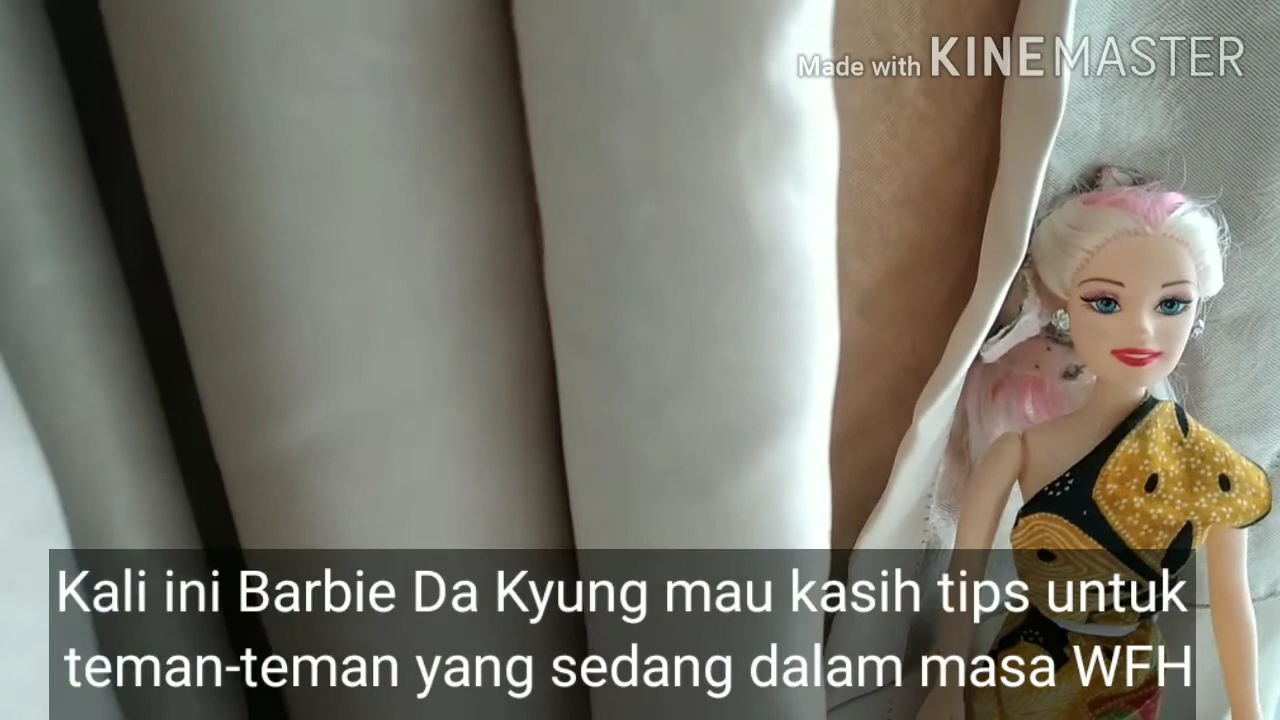 Made with KINEMASTER
Kali ini Barbie Da Kyung mau kasih tips untuk
teman-teman yang sedang dalam masa WFH